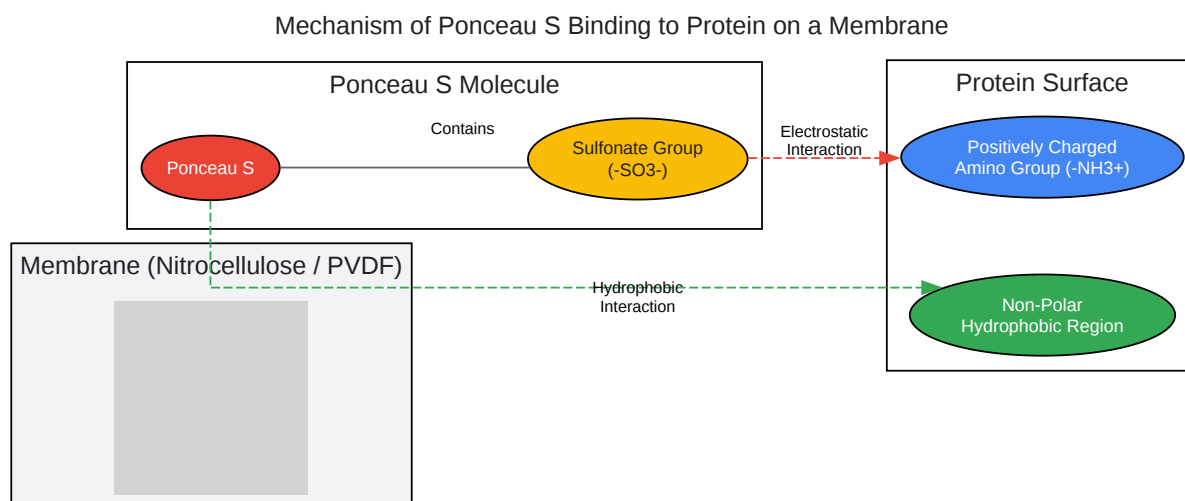 Mechanism of Ponceau S Binding to Protein on a Membrane
Ponceau S Molecule
Protein Surface
Contains
Electrostatic
Interaction
Ponceau S
Sulfonate Group
(-SO3-)
Positively Charged
Amino Group (-NH3+)
Membrane (Nitrocellulose / PVDF)
Hydrophobic
Interaction
Non-Polar
Hydrophobic Region